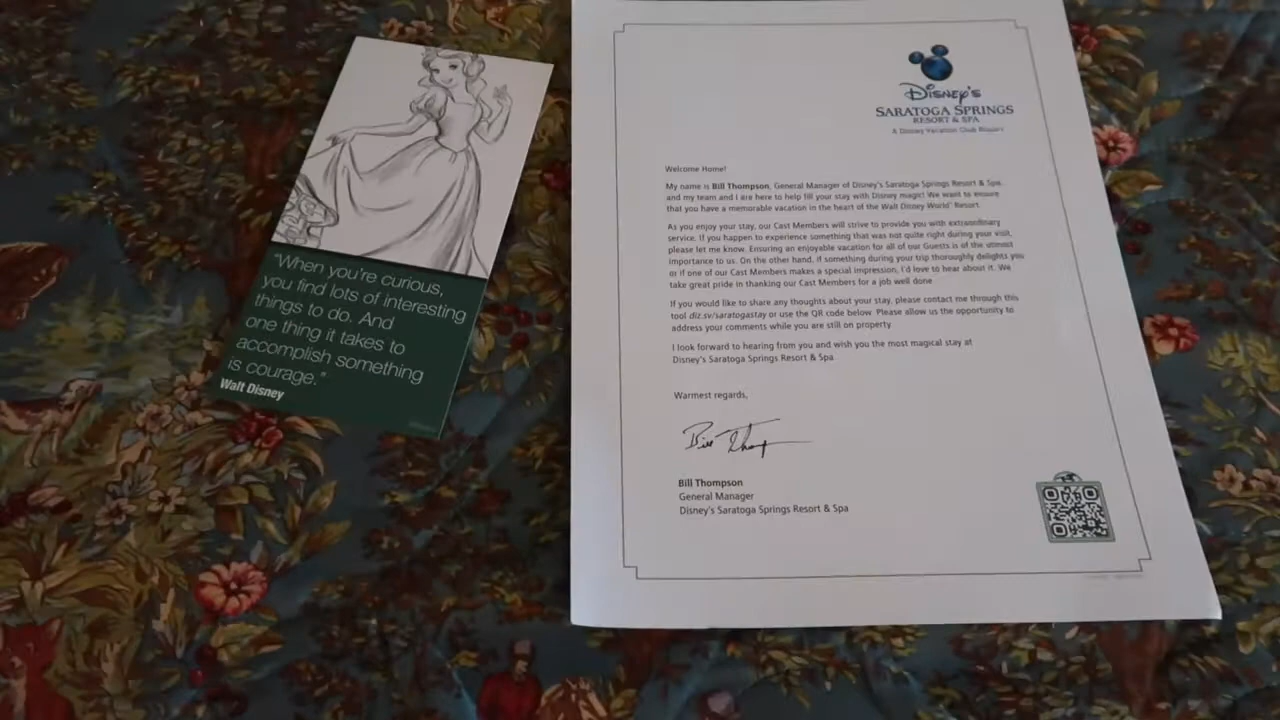 "When you're curious,
you find lots of interesting
things to do. And
one thing it takes to
accomplish something
is courage."
Walt Disney
Disney's
SARATOGA SPRINGS
RESORT & SPA
A Disney Vacation Club Resort
Welcome Home!
My name is Bill Thompson, General Manager of Disney's Saratoga Springs Resort & Spa,
and my team and I are here to help fill your stay with Disney magic! We want to ensure
that you have a memorable vacation in the heart of the Walt Disney World® Resort.
As you enjoy your stay, our Cast Members will strive to provide you with extraordinary
service. If you happen to experience something that was not quite right during your visit,
please let me know. Ensuring an enjoyable vacation for all of our Guests is of the utmost
importance to us. On the other hand, if something during your trip thoroughly delights you
or if one of our Cast Members makes a special impression, I'd love to hear about it. We
take great pride in thanking our Cast Members for a job well done.
If you would like to share any thoughts about your stay, please contact me through this
tool diz.sv/saratogastay or use the QR code below. Please allow us the opportunity to
address your comments while you are still on property.
I look forward to hearing from you and wish you the most magical stay at
Disney's Saratoga Springs Resort & Spa.
Warmest regards,
Bill Thompson
General Manager
Disney's Saratoga Springs Resort & Spa